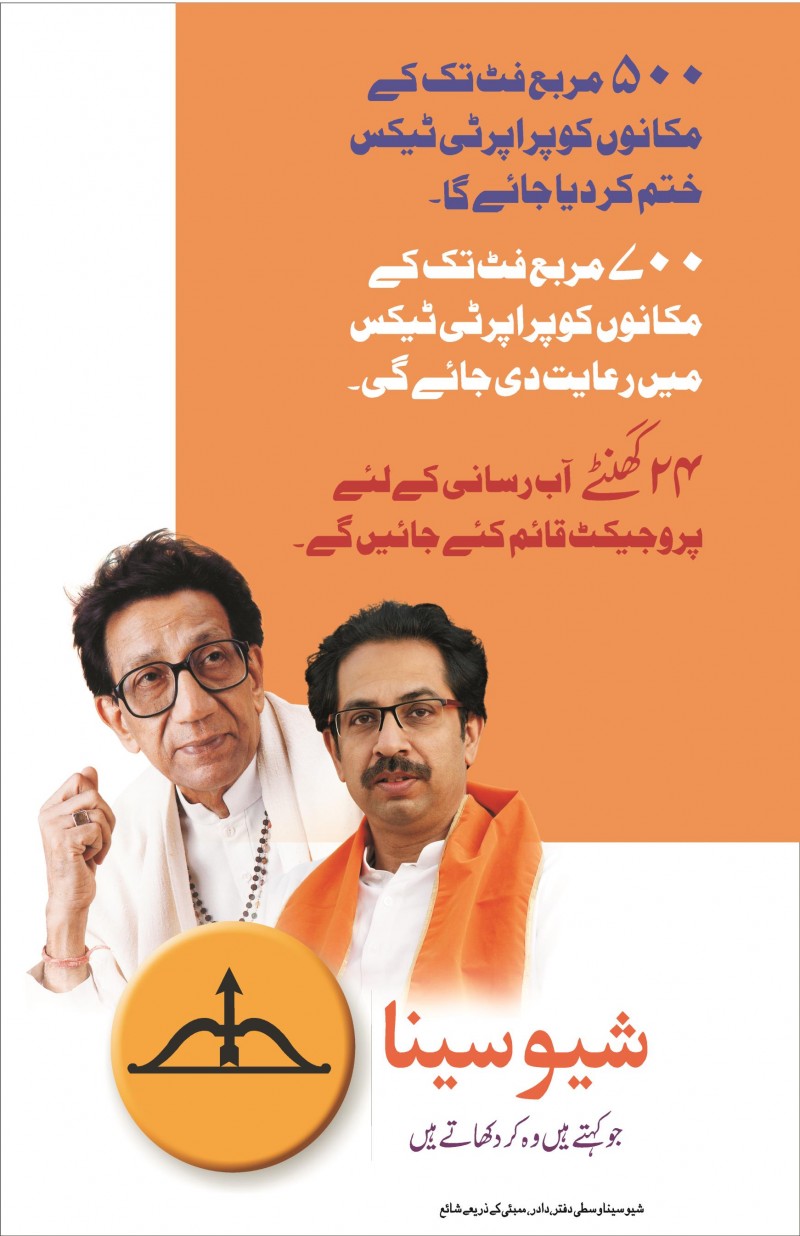 ۵۰۰ مربع فٹ تک کے
مکانوں کو پراپرٹی ٹیکس
ختم کر دیا جائے گا۔
۷۰۰ مربع فٹ تک کے
مکانوں کو پراپرٹی ٹیکس
میں رعایت دی جائے گی۔
۲۴ گھنٹے آب رسانی کے لئے
پروجیکٹ قائم کئے جائیں گے۔
شیوسینا
جو کہتے ہیں وہ کر دکھاتے ہیں
شیوسینا وسطی دفتر، دادر، ممبئی کے ذریعے شائع